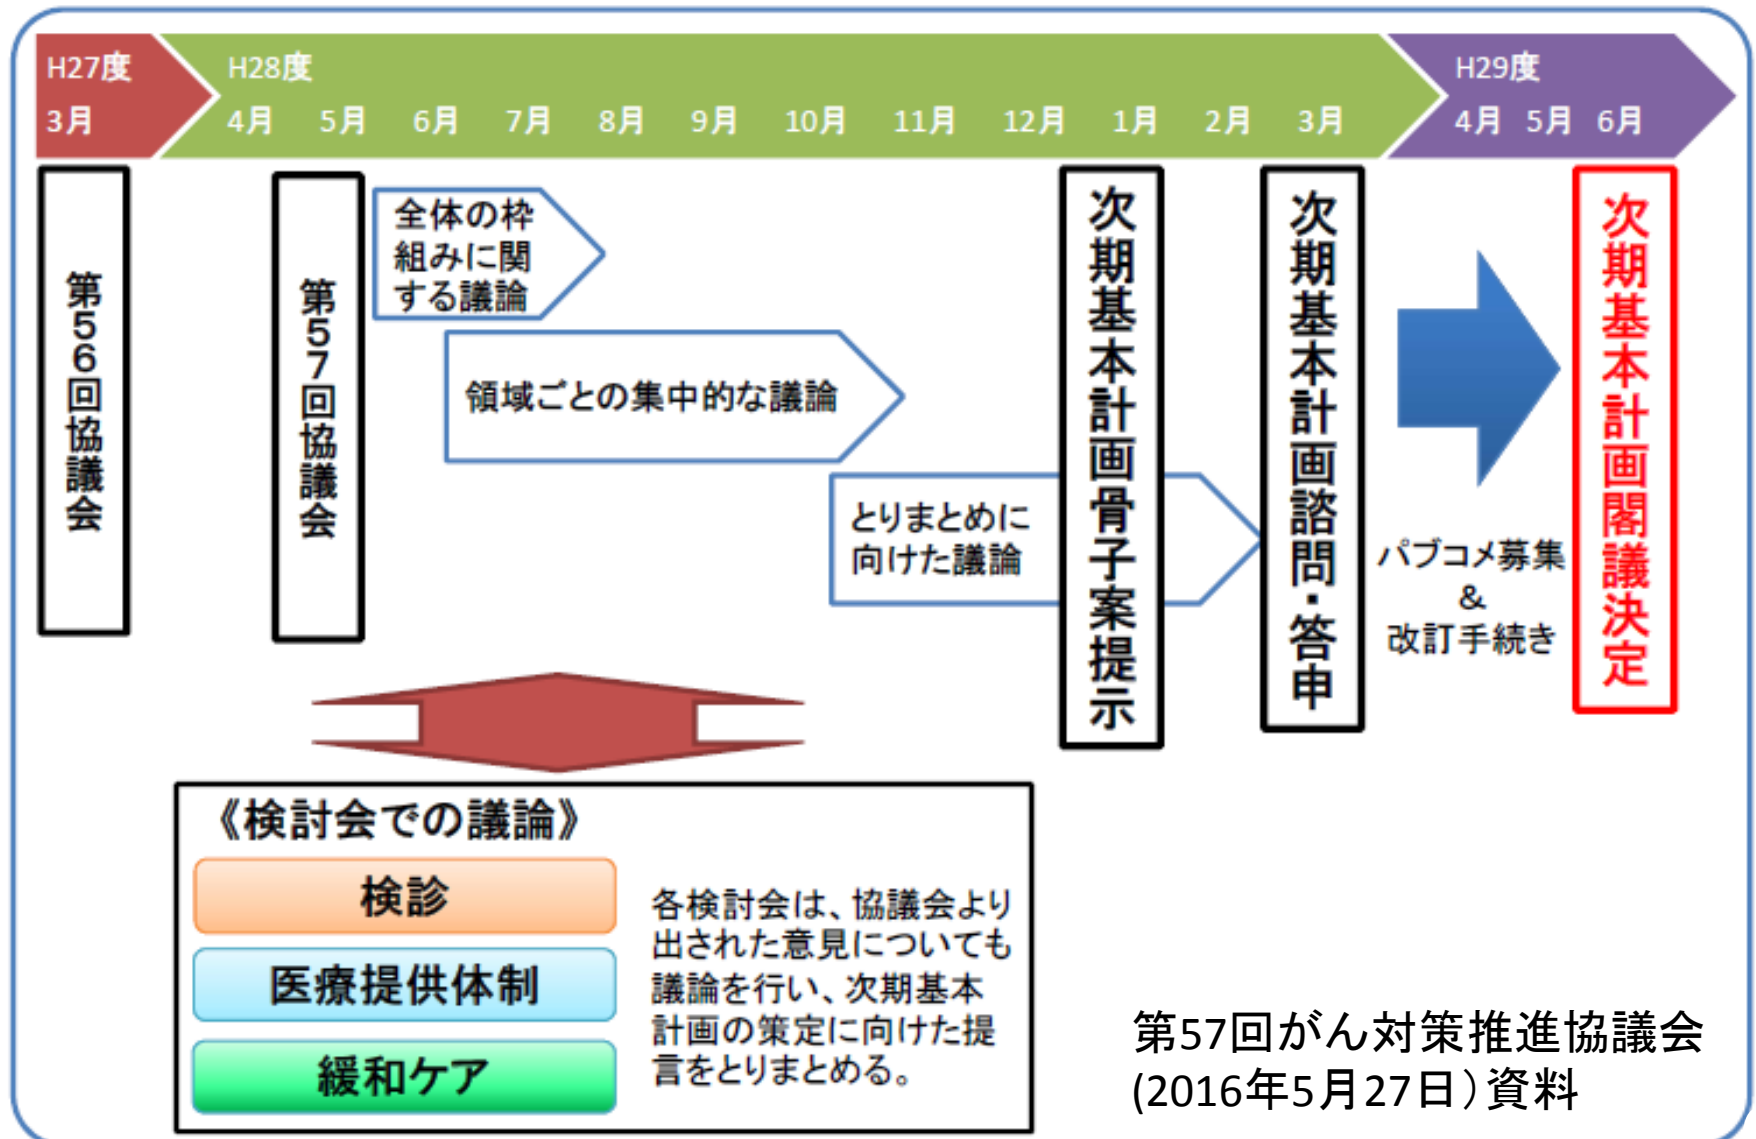 H27度
3月
H28度
4月 5月 6月 7月 8月 9月 10月 11月 12月 1月 2月 3月
H29度
4月 5月 6月
第56回協議会
第57回協議会
全体の枠
組みに関
する議論
領域ごとの集中的な議論
とりまとめに
向けた議論
次期基本計画骨子案提示
次期基本計画諮問・答申
パブコメ募集
&
改訂手続き
次期基本計画閣議決定
《検討会での議論》
検診
医療提供体制
緩和ケア
各検討会は、協議会より
出された意見についても
議論を行い、次期基本
計画の策定に向けた提
言をとりまとめる。
第57回がん対策推進協議会
(2016年5月27日）資料